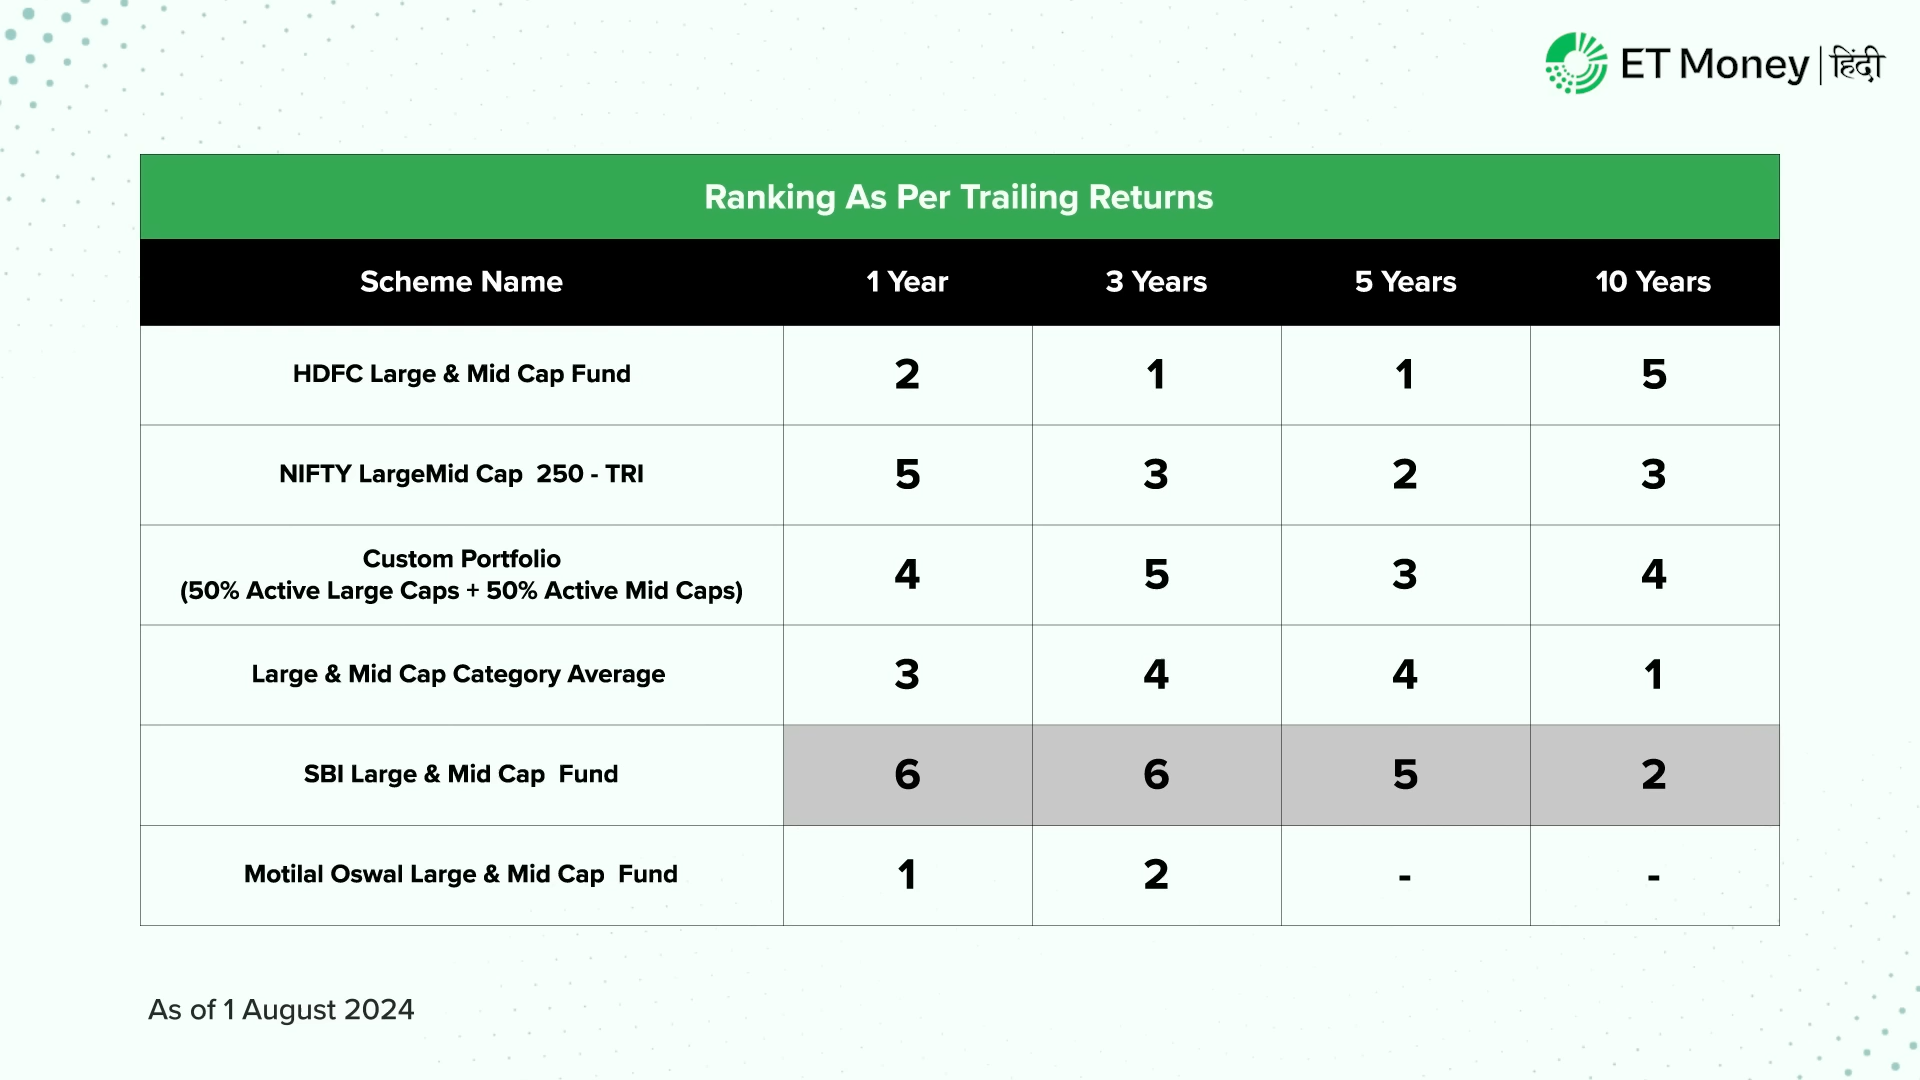 ET Money | हिंदी
Ranking As Per Trailing Returns
Scheme Name 1 Year 3 Years 5 Years 10 Years
HDFC Large & Mid Cap Fund 2 1 1 5
NIFTY LargeMid Cap 250 - TRI 5 3 2 3
Custom Portfolio
(50% Active Large Caps + 50% Active Mid Caps) 4 5 3 4
Large & Mid Cap Category Average 3 4 4 1
SBI Large & Mid Cap Fund 6 6 5 2
Motilal Oswal Large & Mid Cap Fund 1 2 - -
As of 1 August 2024